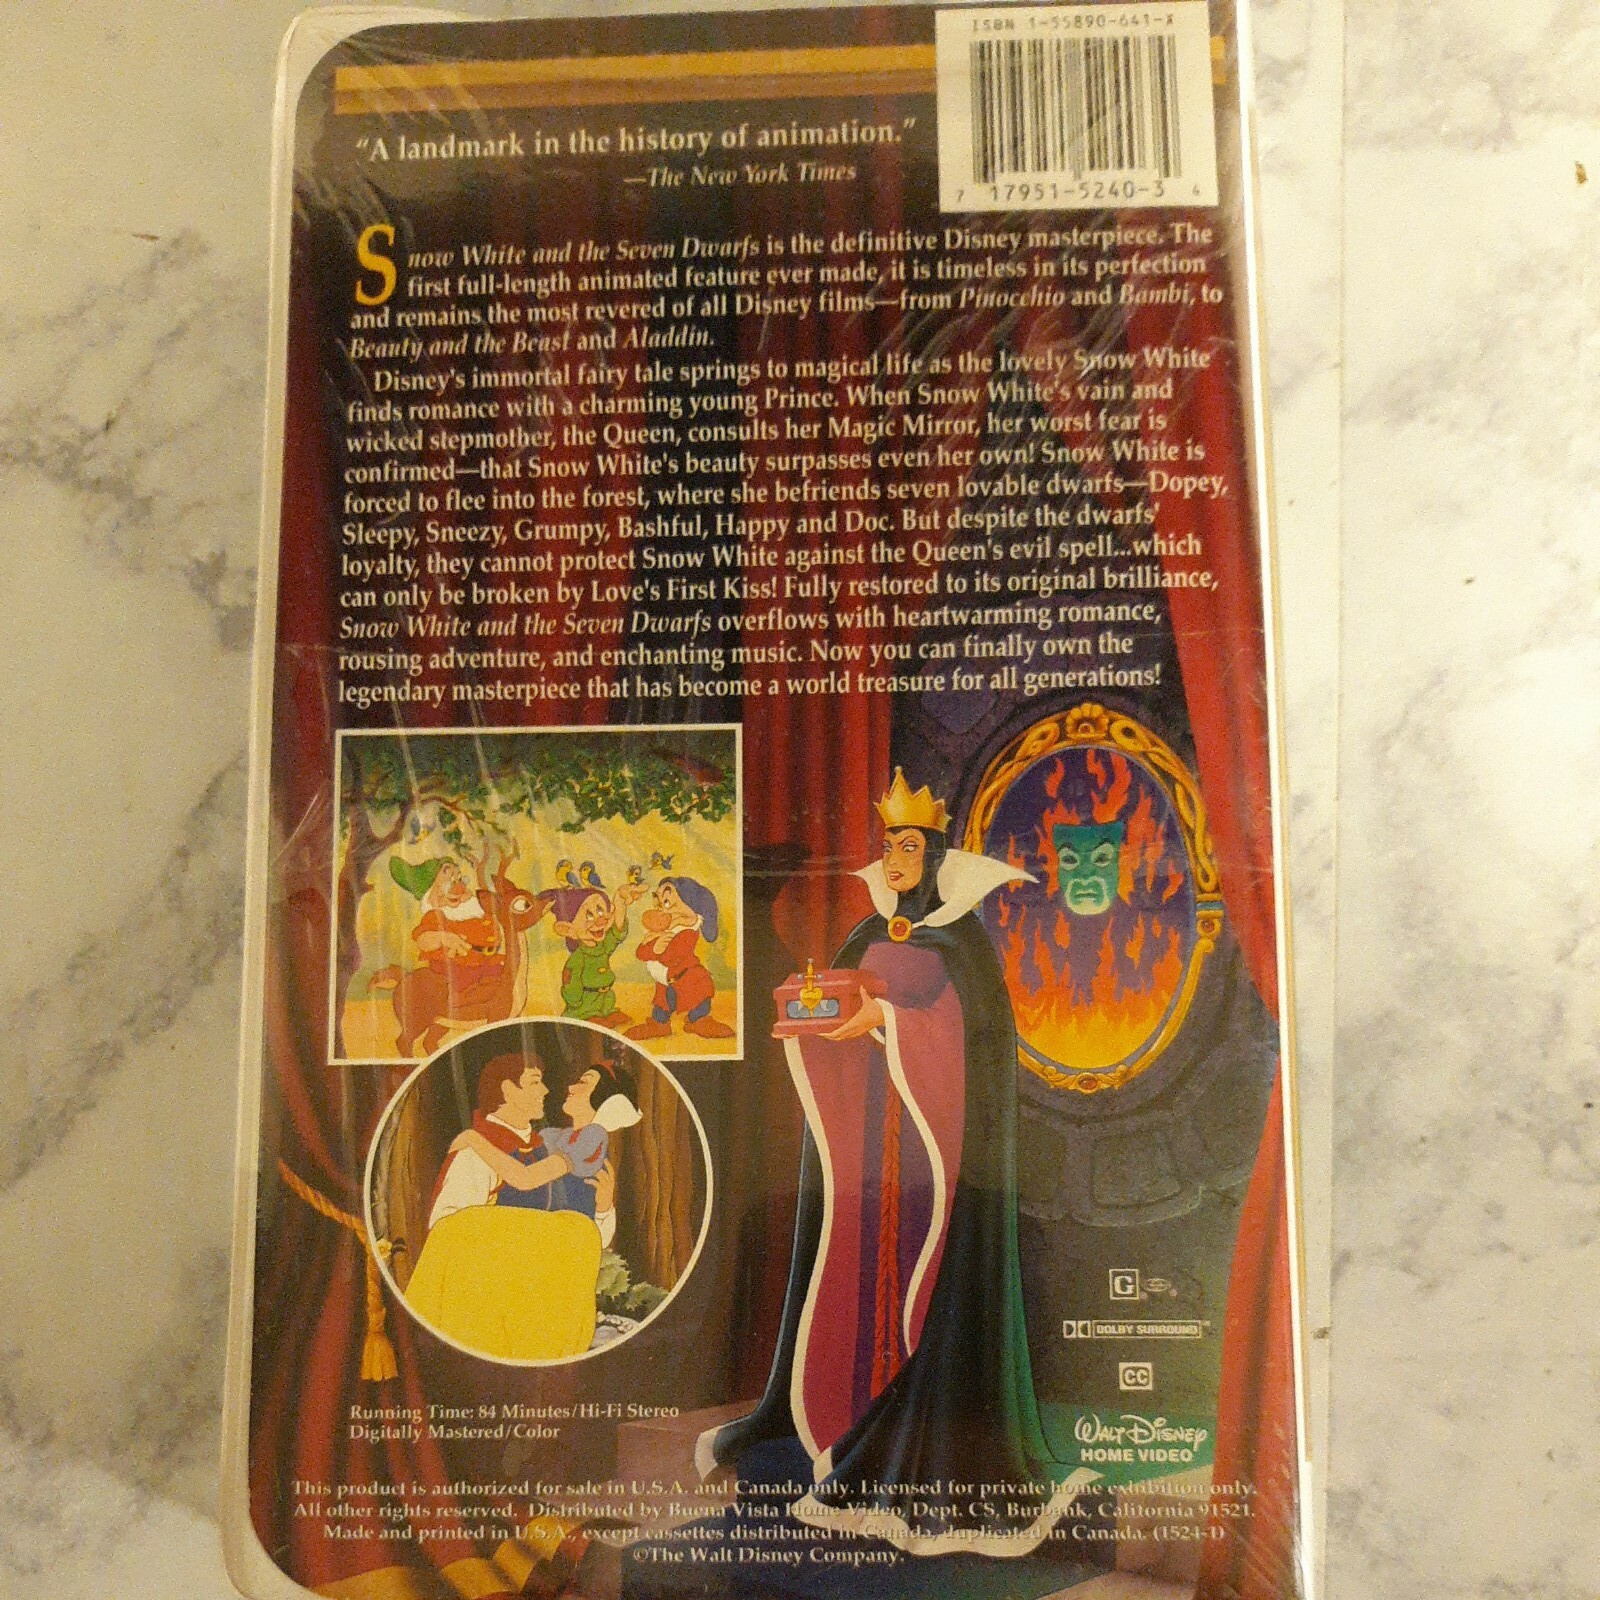 ISBN 1-55890-641-X
7 17951-5240-3 4
"A landmark in the history of animation."
—The New York Times
Snow White and the Seven Dwarfs is the definitive Disney masterpiece. The
first full-length animated feature ever made, it is timeless in its perfection
and remains the most revered of all Disney films—from Pinocchio and Bambi, to
Beauty and the Beast and Aladdin.
Disney's immortal fairy tale springs to magical life as the lovely Snow White
finds romance with a charming young Prince. When Snow White's vain and
wicked stepmother, the Queen, consults her Magic Mirror, her worst fear is
confirmed—that Snow White's beauty surpasses even her own! Snow White is
forced to flee into the forest, where she befriends seven lovable dwarfs—Dopey,
Sleepy, Sneezy, Grumpy, Bashful, Happy and Doc. But despite the dwarfs'
loyalty, they cannot protect Snow White against the Queen's evil spell...which
can only be broken by Love's First Kiss! Fully restored to its original brilliance,
Snow White and the Seven Dwarfs overflows with heartwarming romance,
rousing adventure, and enchanting music. Now you can finally own the
legendary masterpiece that has become a world treasure for all generations!
G
DOLBY SURROUND™
CC
Walt Disney
HOME VIDEO
Running Time: 84 Minutes/Hi-Fi Stereo
Digitally Mastered/Color
This product is authorized for sale in U.S.A. and Canada only. Licensed for private home exhibition only.
All other rights reserved. Distributed by Buena Vista Home Video, Dept. CS, Burbank, California 91521.
Made and printed in U.S.A., except cassettes distributed in Canada, duplicated in Canada. (1524-1)
©The Walt Disney Company.